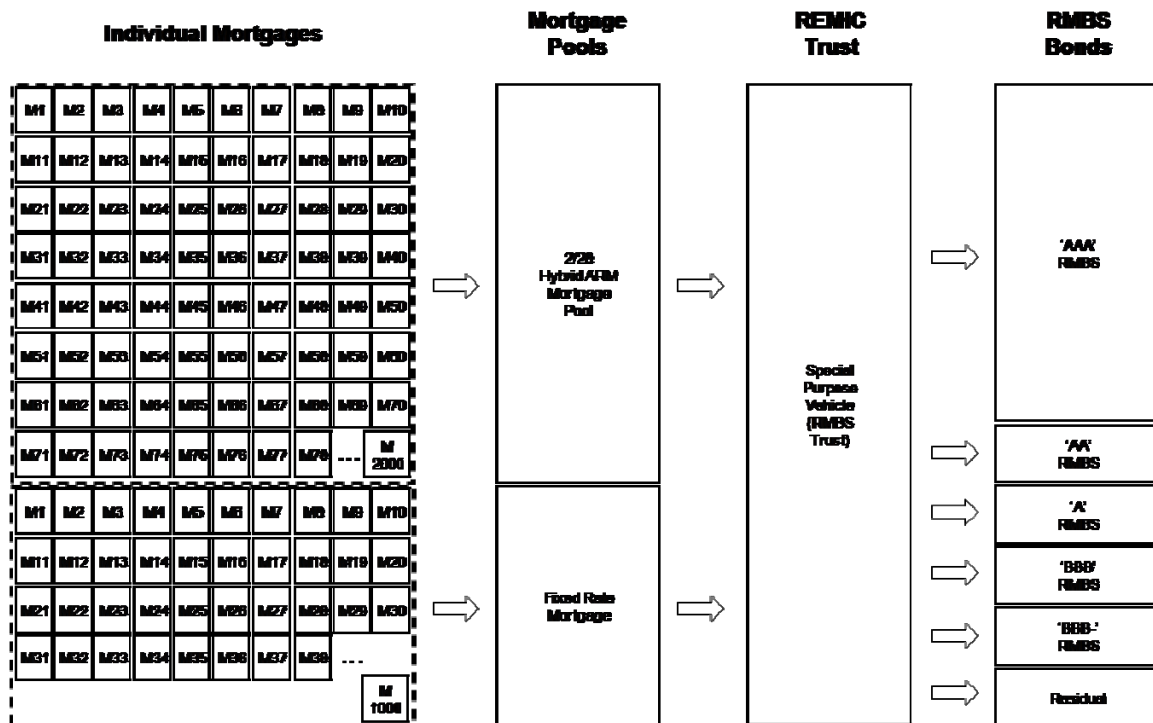 Individual Mortgages
Mortgage
Pools
REMIC
Trust
RMBS
Bonds
M1 M2 M3 M4 M5 M6 M7 M8 M9 M10
M11 M12 M13 M14 M15 M16 M17 M18 M19 M20
M21 M22 M23 M24 M25 M26 M27 M28 M29 M30
M31 M32 M33 M34 M35 M36 M37 M38 M39 M40
M41 M42 M43 M44 M45 M46 M47 M48 M49 M50
M51 M52 M53 M54 M55 M56 M57 M58 M59 M60
M61 M62 M63 M64 M65 M66 M67 M68 M69 M70
M71 M72 M73 M74 M75 M76 M77 M78 ---
M
2000
M1 M2 M3 M4 M5 M6 M7 M8 M9 M10
M11 M12 M13 M14 M15 M16 M17 M18 M19 M20
M21 M22 M23 M24 M25 M26 M27 M28 M29 M30
M31 M32 M33 M34 M35 M36 M37 M38 ---
M
1000
2/28
Hybrid ARM
Mortgage
Pool
Fixed Rate
Mortgage
Special
Purpose
Vehicle
(RMBS
Trust)
'AAA'
RMBS
'AA'
RMBS
'A'
RMBS
'BBB'
RMBS
'BBB-'
RMBS
Residual